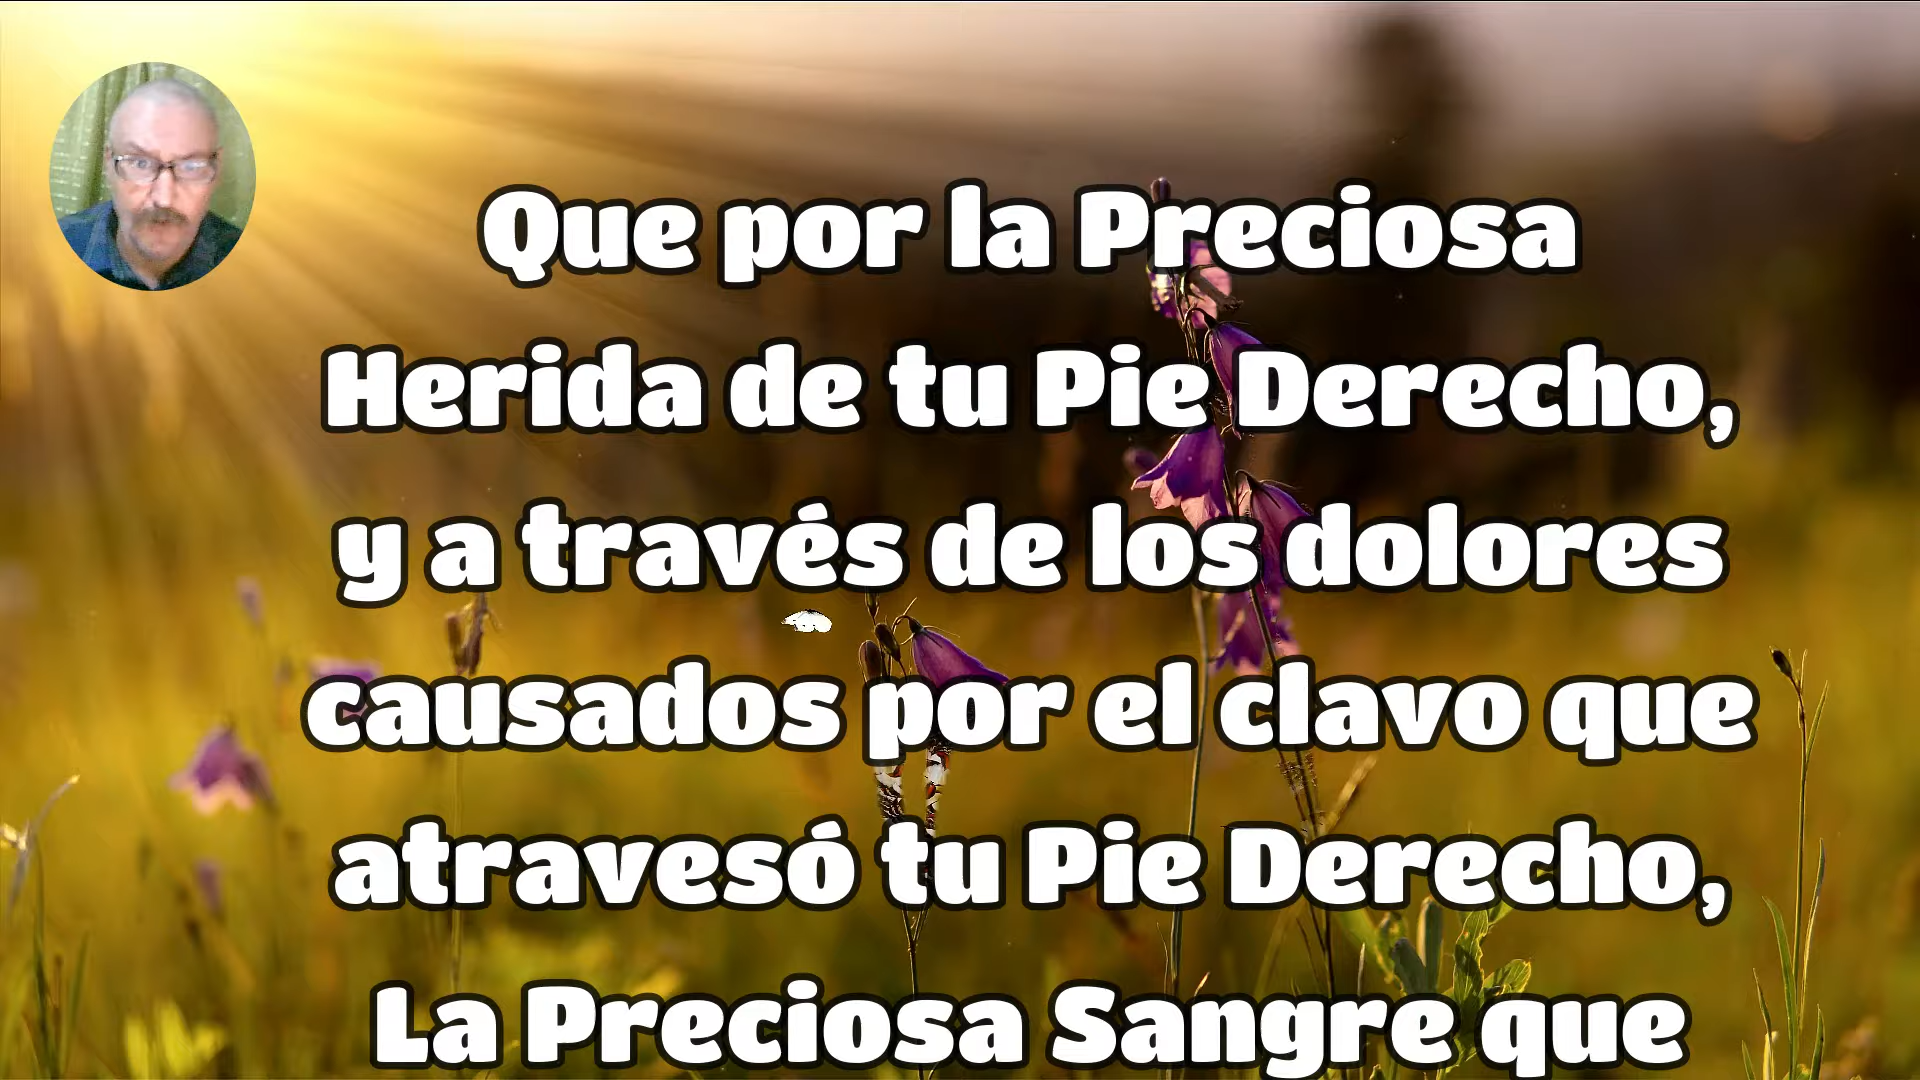 Que por la Preciosa
Herida de tu Pie Derecho,
y a través de los dolores
causados por el clavo que
atravesó tu Pie Derecho,
La Preciosa Sangre que